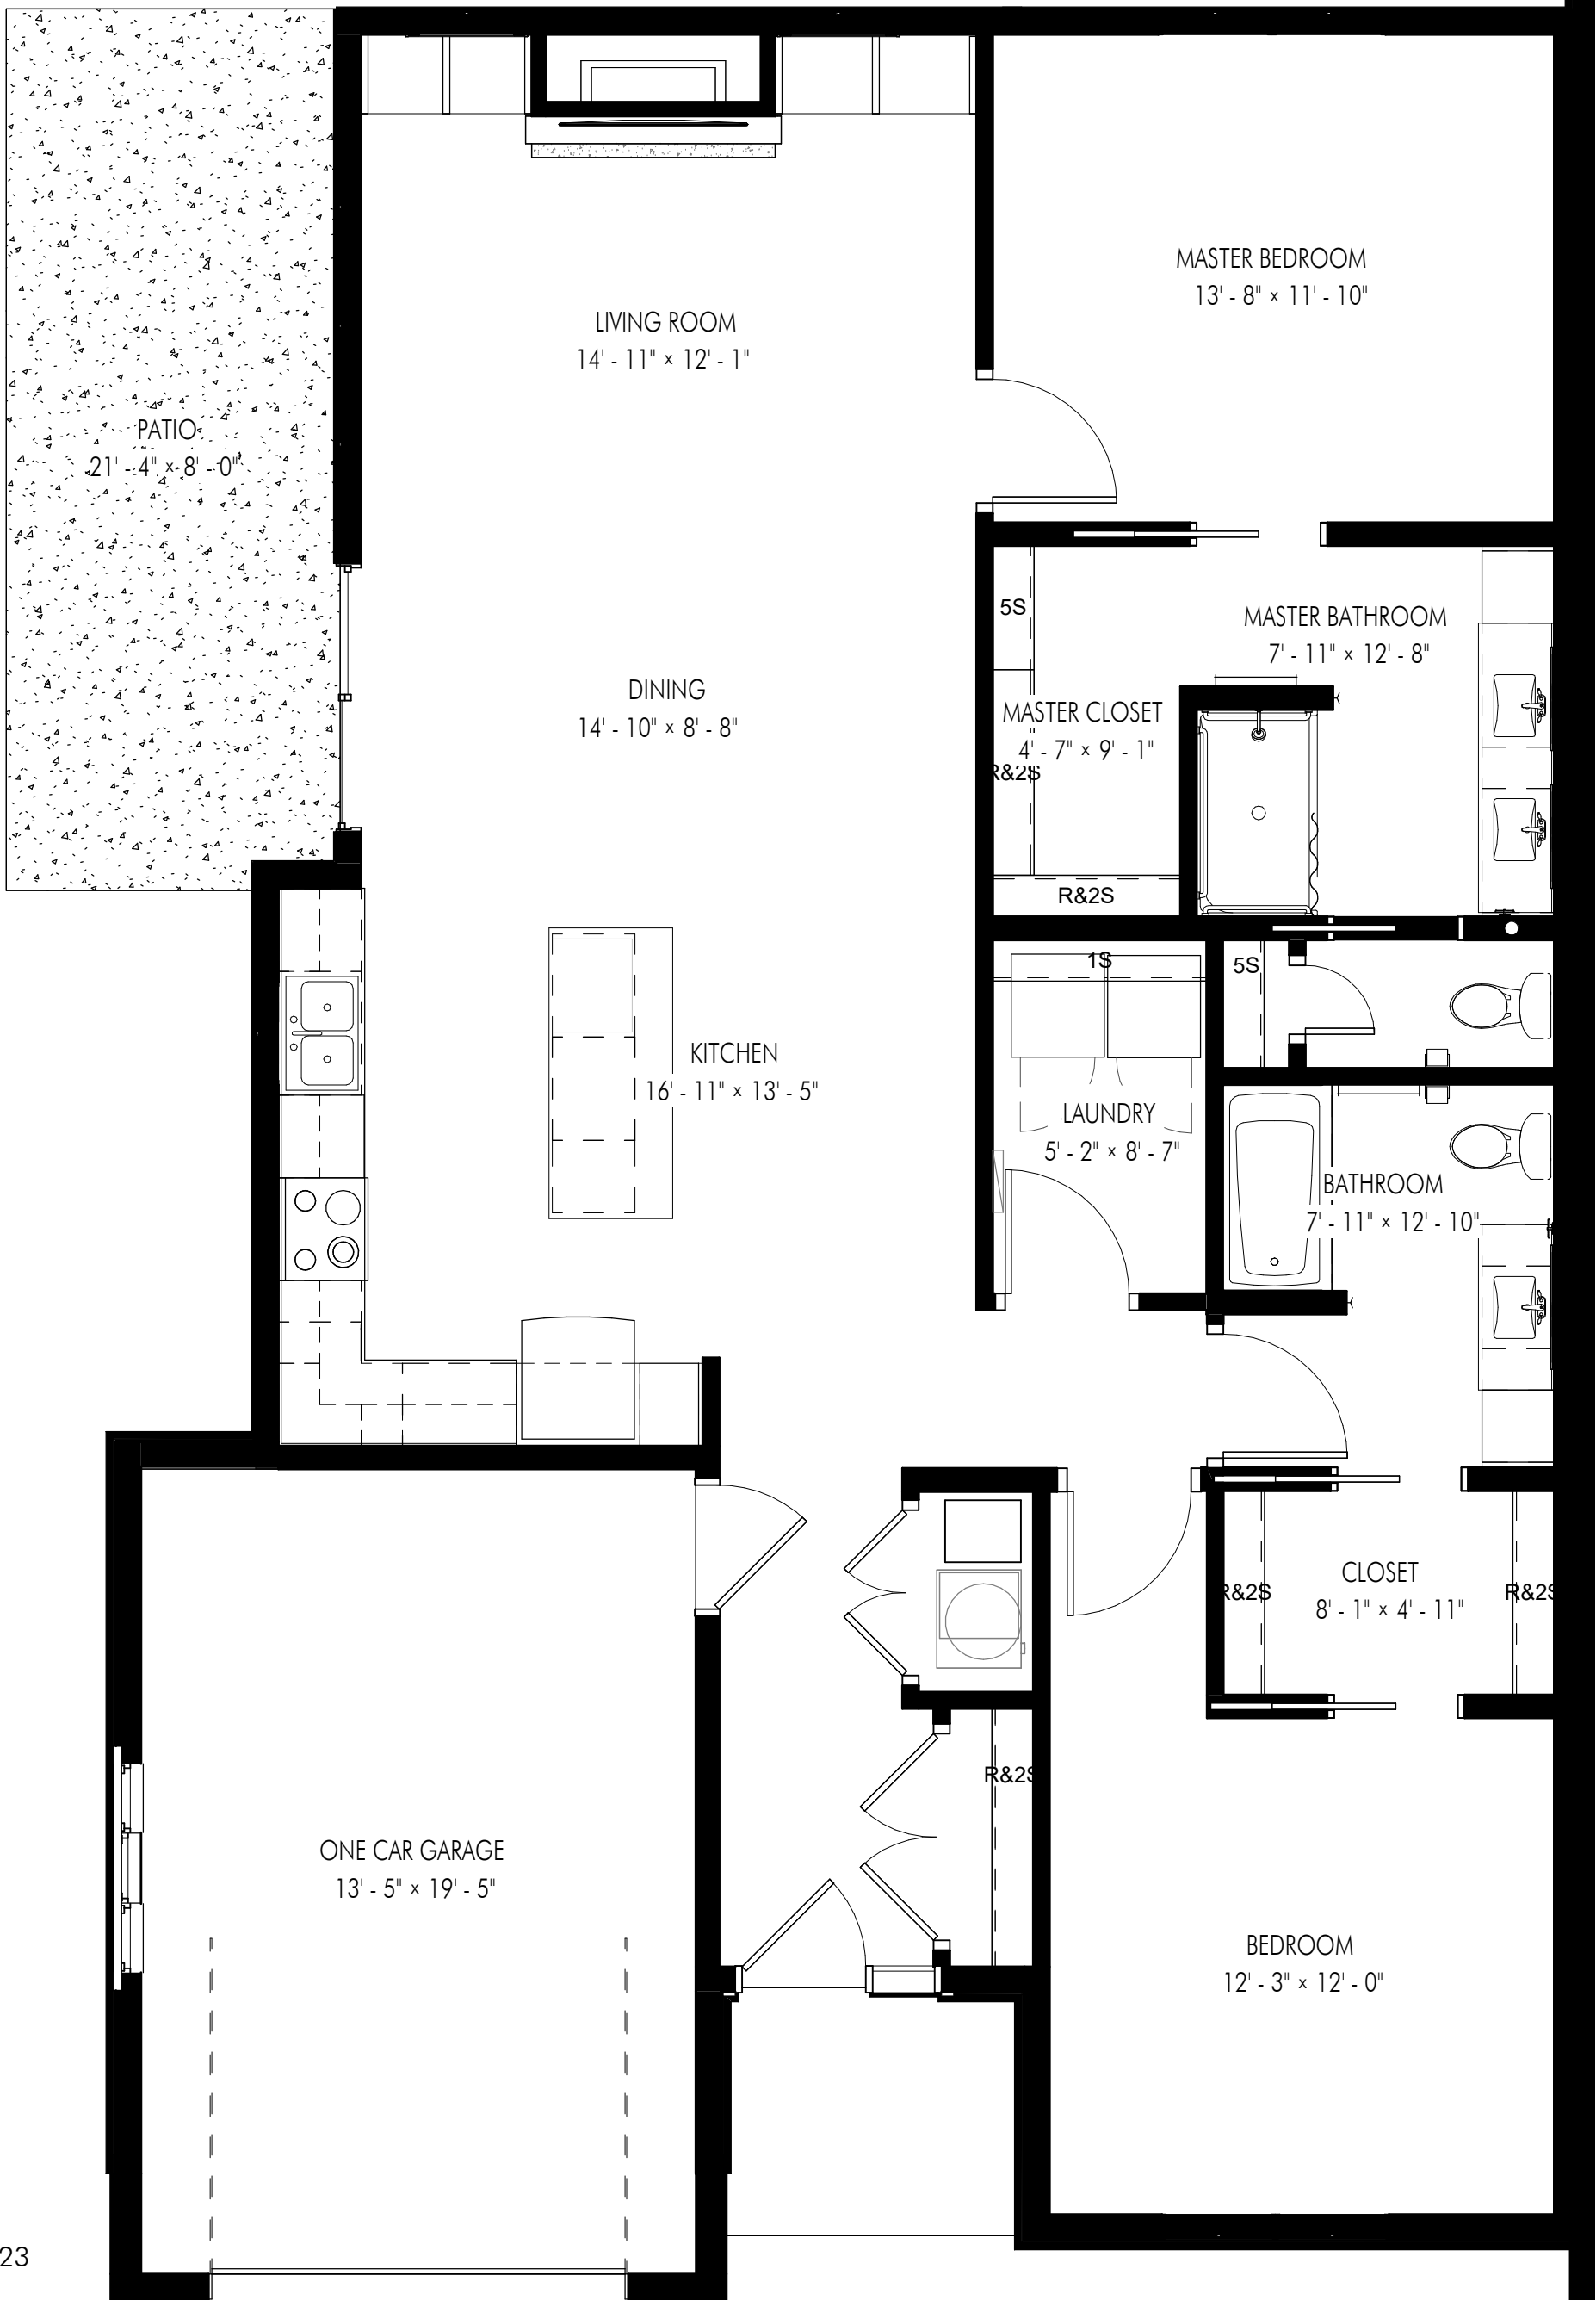 MASTER BEDROOM
13' - 8" × 11' - 10"
LIVING ROOM
14' - 11" × 12' - 1"
PATIO
21' - 4" × 8' - 0"
5S
MASTER BATHROOM
7' - 11" × 12' - 8"
DINING
14' - 10" × 8' - 8"
MASTER CLOSET
4' - 7" × 9' - 1"
R&2S
R&2S
1S
5S
KITCHEN
16' - 11" × 13' - 5"
LAUNDRY
5' - 2" × 8' - 7"
BATHROOM
7' - 11" × 12' - 10"
CLOSET
8' - 1" × 4' - 11"
R&2S
R&2S
R&2S
ONE CAR GARAGE
13' - 5" × 19' - 5"
BEDROOM
12' - 3" × 12' - 0"
23